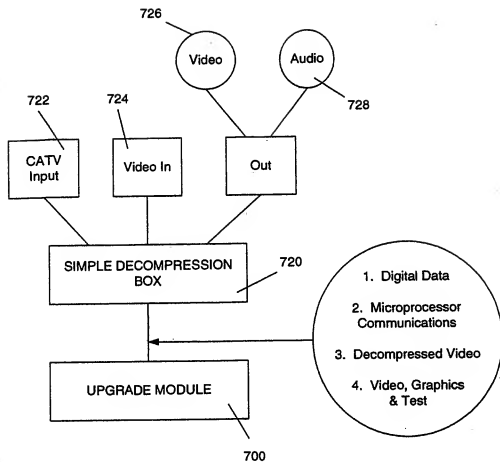 726
Video
Audio
728
722
724
CATV
Input
Video In
Out
SIMPLE DECOMPRESSION
BOX
720
1. Digital Data
2. Microprocessor
Communications
3. Decompressed Video
4. Video, Graphics
& Test
UPGRADE MODULE
700